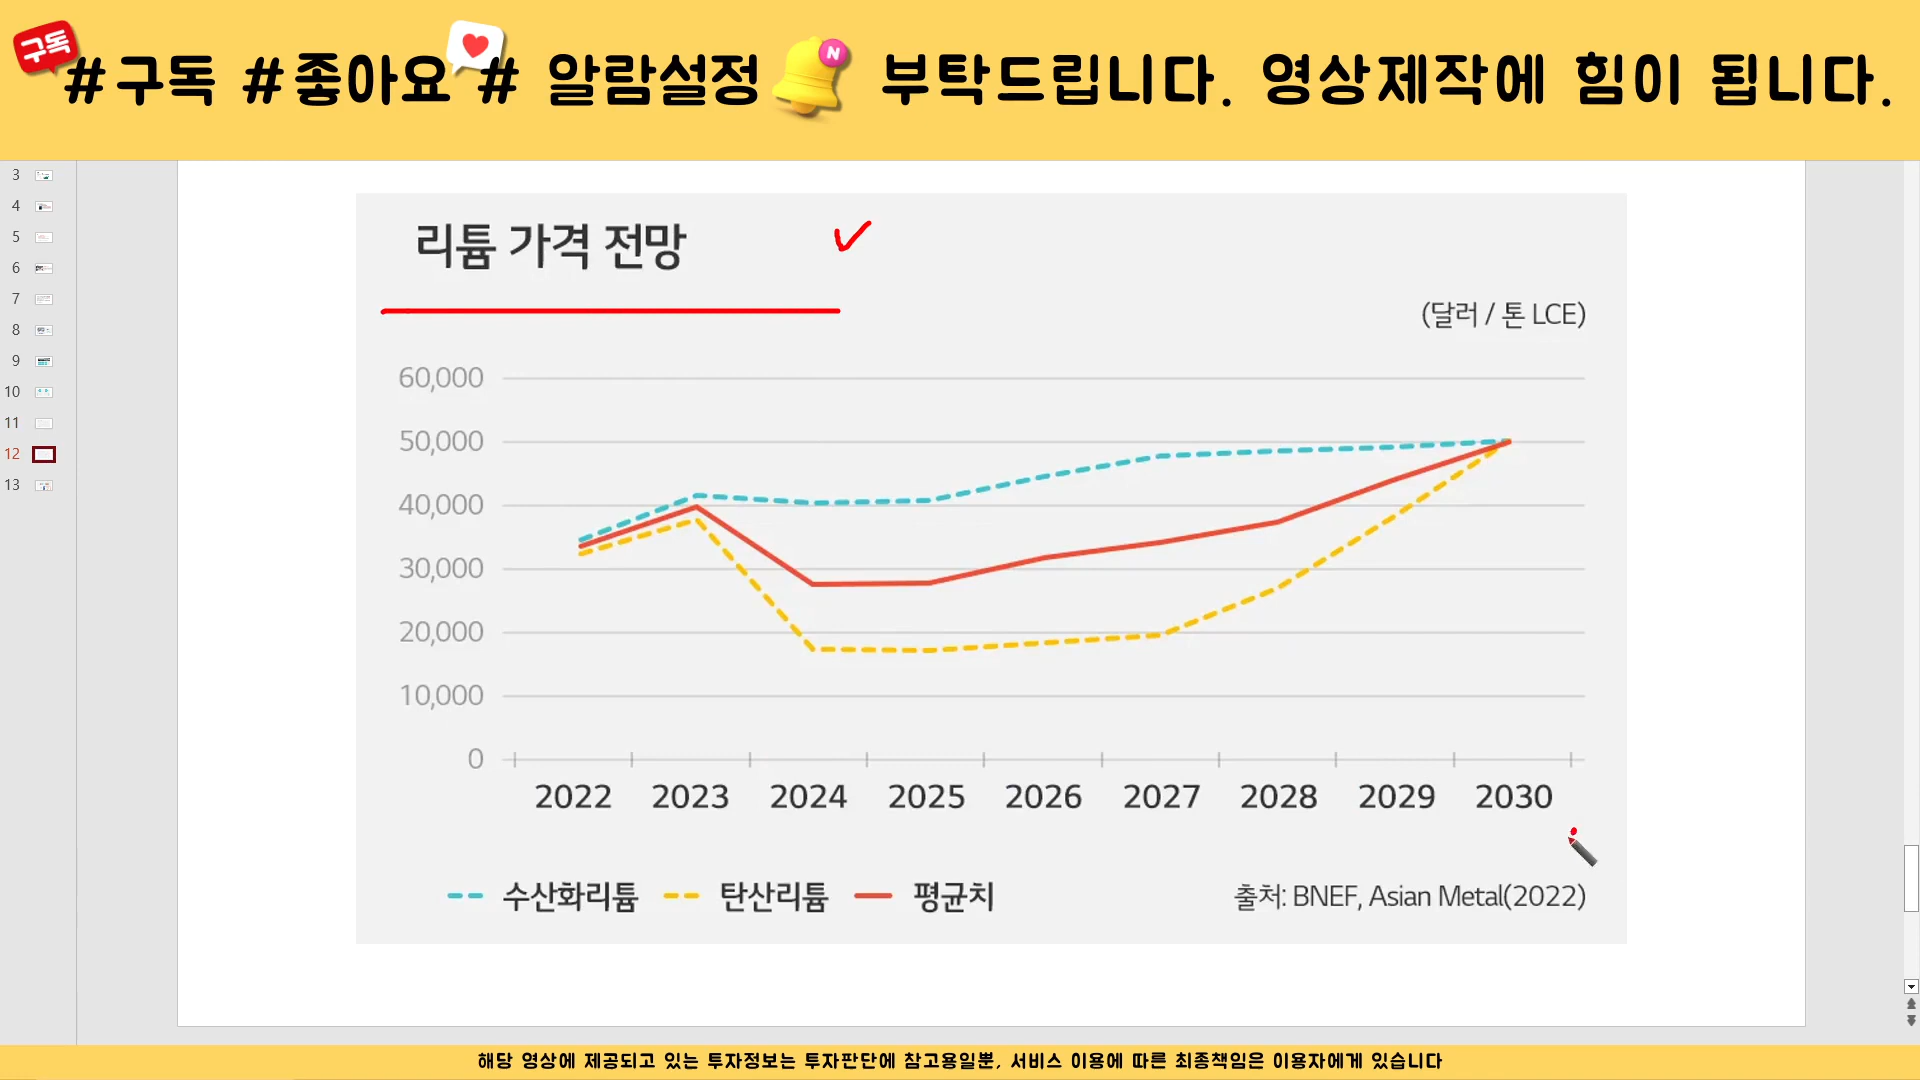 구독
#구독 #좋아요 # 알람설정 N 부탁드립니다. 영상제작에 힘이 됩니다.
3
4
5
6
7
8
9
10
11
12
13
리튬 가격 전망
(달러 / 톤 LCE)
60,000
50,000
40,000
30,000
20,000
10,000
0
2022 2023 2024 2025 2026 2027 2028 2029 2030
수산화리튬 탄산리튬 평균치
출처: BNEF, Asian Metal(2022)
해당 영상에 제공되고 있는 투자정보는 투자판단에 참고용일뿐, 서비스 이용에 따른 최종책임은 이용자에게 있습니다